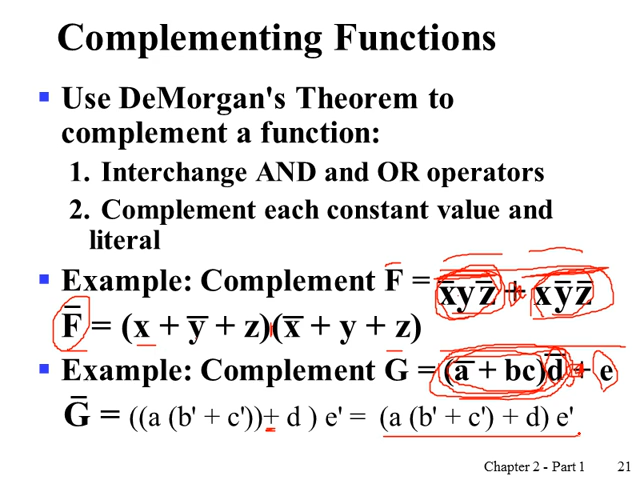 Complementing Functions
Use DeMorgan's Theorem to
complement a function:
1. Interchange AND and OR operators
2. Complement each constant value and
literal
Example: Complement F = x̅yz̅ + xy̅z̅
F̅ = (x + y̅ + z)(x̅ + y + z)
Example: Complement G = (a̅ + bc)d̅ + e
G̅ = ((a (b' + c'))+ d ) e' = (a (b' + c') + d) e'
Chapter 2 - Part 1 21